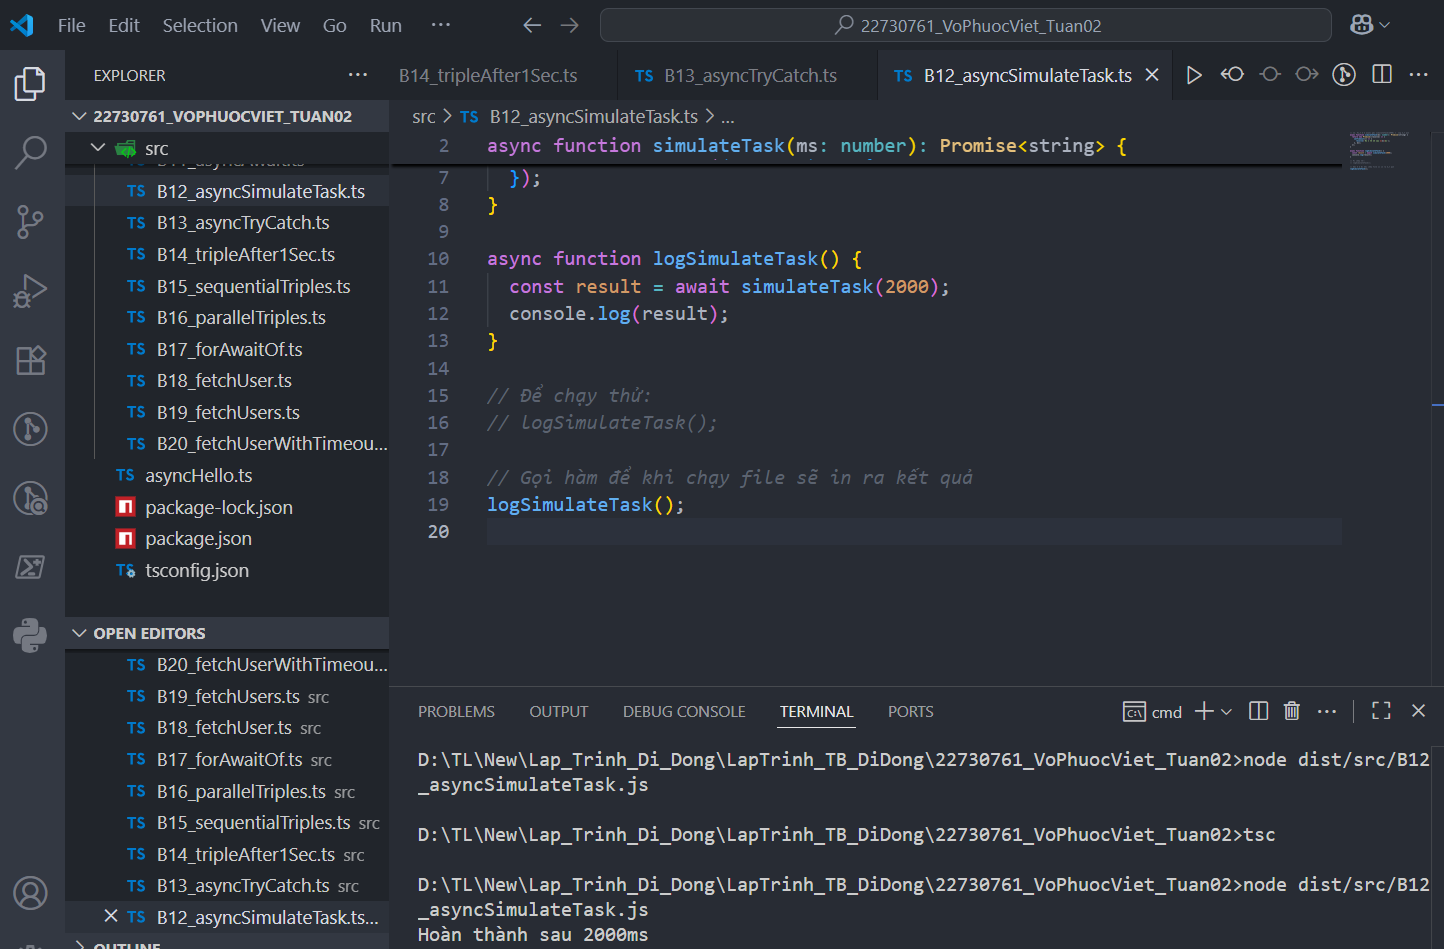 File Edit Selection View Go Run ...
22730761_VoPhuocViet_Tuan02
EXPLORER
22730761_VOPHUOCVIET_TUAN02
src
TS B12_asyncSimulateTask.ts
TS B13_asyncTryCatch.ts
TS B14_tripleAfter1Sec.ts
TS B15_sequentialTriples.ts
TS B16_parallelTriples.ts
TS B17_forAwaitOf.ts
TS B18_fetchUser.ts
TS B19_fetchUsers.ts
TS B20_fetchUserWithTimeou...
TS asyncHello.ts
package-lock.json
package.json
TS tsconfig.json
OPEN EDITORS
TS B20_fetchUserWithTimeou...
TS B19_fetchUsers.ts src
TS B18_fetchUser.ts src
TS B17_forAwaitOf.ts src
TS B16_parallelTriples.ts src
TS B15_sequentialTriples.ts src
TS B14_tripleAfter1Sec.ts src
TS B13_asyncTryCatch.ts src
TS B12_asyncSimulateTask.ts...
OUTLINE
B14_tripleAfter1Sec.ts TS B13_asyncTryCatch.ts TS B12_asyncSimulateTask.ts
src > TS B12_asyncSimulateTask.ts > ...
2 async function simulateTask(ms: number): Promise<string> {
7 });
8 }
9
10 async function logSimulateTask() {
11 const result = await simulateTask(2000);
12 console.log(result);
13 }
14
15 // Để chạy thử:
16 // logSimulateTask();
17
18 // Gọi hàm để khi chạy file sẽ in ra kết quả
19 logSimulateTask();
20
PROBLEMS OUTPUT DEBUG CONSOLE TERMINAL PORTS
cmd
D:\TL\New\Lap_Trinh_Di_Dong\LapTrinh_TB_DiDong\22730761_VoPhuocViet_Tuan02>node dist/src/B12
_asyncSimulateTask.js
D:\TL\New\Lap_Trinh_Di_Dong\LapTrinh_TB_DiDong\22730761_VoPhuocViet_Tuan02>tsc
D:\TL\New\Lap_Trinh_Di_Dong\LapTrinh_TB_DiDong\22730761_VoPhuocViet_Tuan02>node dist/src/B12
_asyncSimulateTask.js
Hoàn thành sau 2000ms